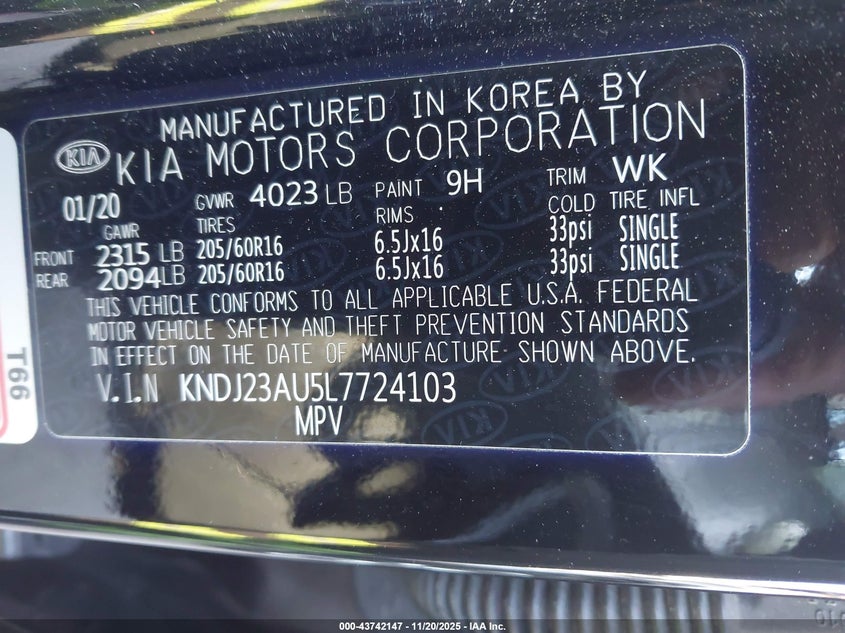 MANUFACTURED IN KOREA BY
KIA KIA MOTORS CORPORATION
01/20 GVWR 4023 LB PAINT 9H TRIM WK
GAWR TIRES RIMS COLD TIRE INFL
FRONT 2315 LB 205/60R16 6.5Jx16 33psi SINGLE
REAR 2094LB 205/60R16 6.5Jx16 33psi SINGLE
THIS VEHICLE CONFORMS TO ALL APPLICABLE U.S.A. FEDERAL
MOTOR VEHICLE SAFETY AND THEFT PREVENTION STANDARDS
IN EFFECT ON THE DATE OF MANUFACTURE SHOWN ABOVE.
V.I.N KNDJ23AU5L7724103
MPV
T66
000-43742147 - 11/20/2025 - IAA Inc.